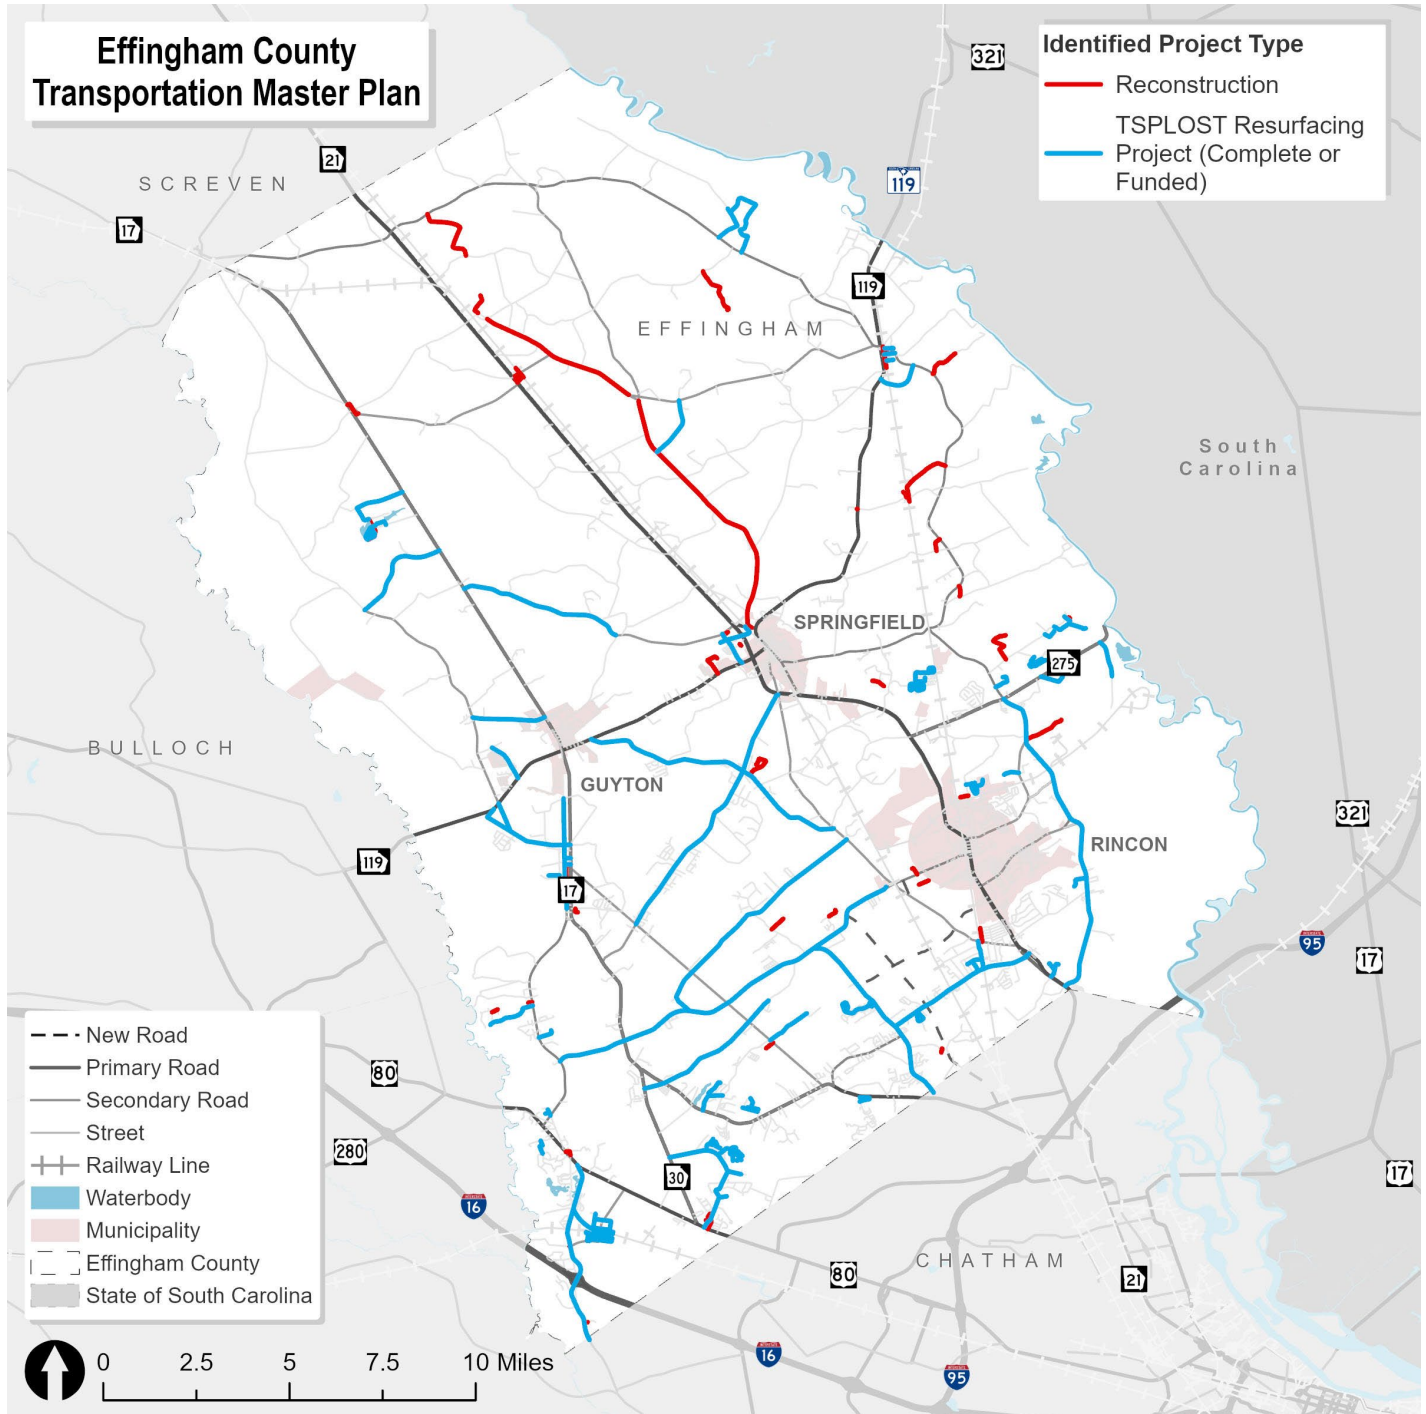 Effingham County
Transportation Master Plan
Identified Project Type
Reconstruction
TSPLOST Resurfacing
Project (Complete or
Funded)
321
21
SCREVEN
119
17
119
EFFINGHAM
South
Carolina
SPRINGFIELD
275
BULLOCH
GUYTON
321
RINCON
119
17
95
17
New Road
Primary Road
80
Secondary Road
Street
280
Railway Line
30
17
Waterbody
16
Municipality
Effingham County
CHATHAM
80
21
State of South Carolina
0 2.5 5 7.5 10 Miles
16
95